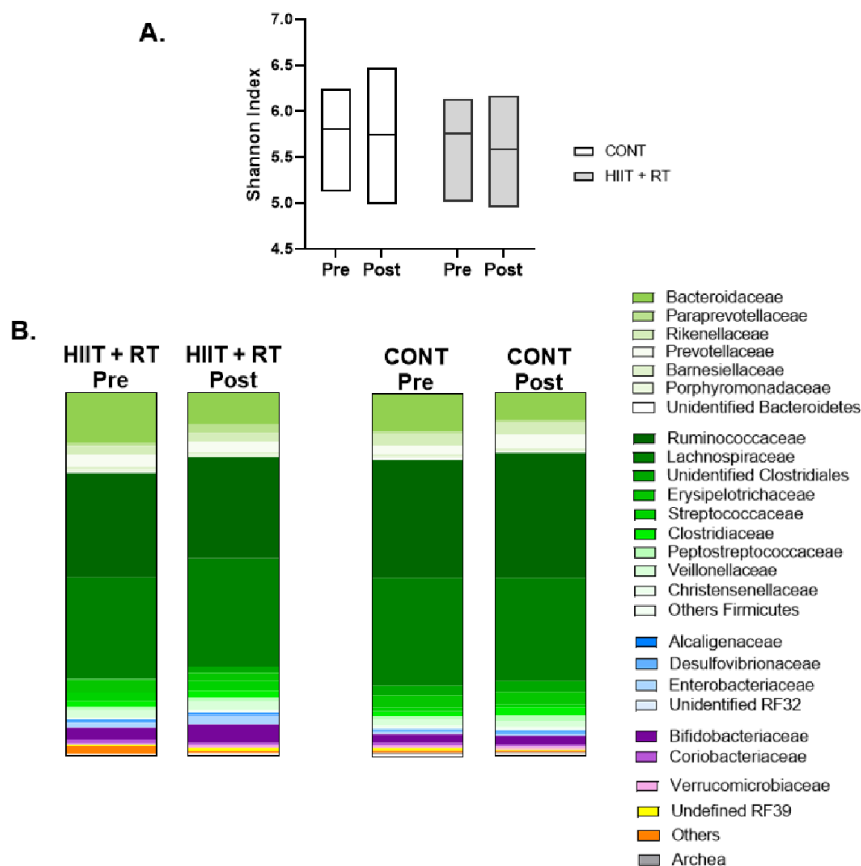 A.
7.0
6.5
6.0
5.5
5.0
4.5
Shannon Index
Pre Post Pre Post
CONT
HIIT + RT
B.
HIIT + RT
Pre
HIIT + RT
Post
CONT
Pre
CONT
Post
Bacteroidaceae
Paraprevotellaceae
Rikenellaceae
Prevotellaceae
Barnesiellaceae
Porphyromonadaceae
Unidentified Bacteroidetes
Ruminococcaceae
Lachnospiraceae
Unidentified Clostridiales
Erysipelotrichaceae
Streptococcaceae
Clostridiaceae
Peptostreptococcaceae
Veillonellaceae
Christensenellaceae
Others Firmicutes
Alcaligenaceae
Desulfovibrionaceae
Enterobacteriaceae
Unidentified RF32
Bifidobacteriaceae
Coriobacteriaceae
Verrucomicrobiaceae
Undefined RF39
Others
Archea